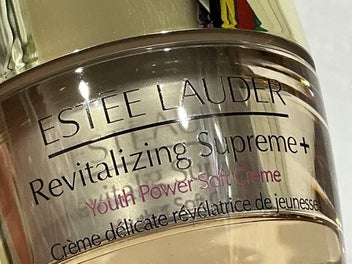 ESTEE LAUDER
Revitalizing Supreme+
Youth Power Soft Creme
Crème délicate révélatrice de jeunesse